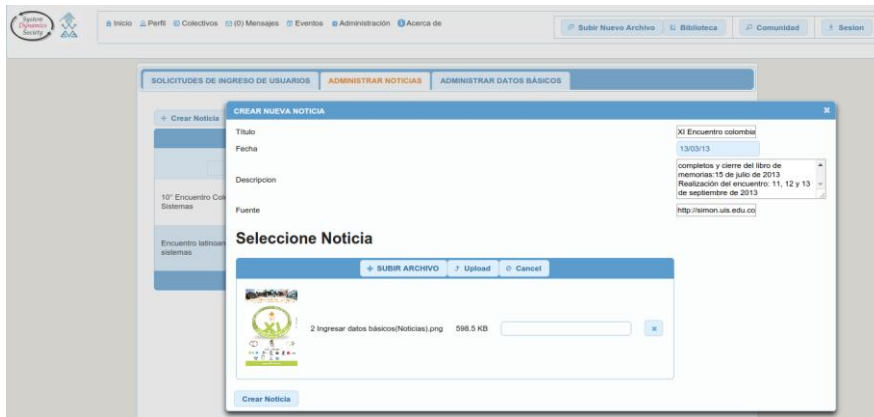 System
Dynamics
Society
Inicio Perfil Colectivos (0) Mensajes Eventos Administración Acerca de
Subir Nuevo Archivo Biblioteca Comunidad Sesion
SOLICITUDES DE INGRESO DE USUARIOS ADMINISTRAR NOTICIAS ADMINISTRAR DATOS BÁSICOS
+ Crear Noticia
CREAR NUEVA NOTICIA
Título XI Encuentro colombia
Fecha 13/03/13
Descripcion
completos y cierre del libro de
memorias:15 de julio de 2013
Realización del encuentro: 11, 12 y 13
de septiembre de 2013
Fuente http://simon.uis.edu.co
10° Encuentro Col
Sistemas
Encuentro latinoam
sistemas
Seleccione Noticia
+ SUBIR ARCHIVO Upload Cancel
XI
2 Ingresar datos básicos(Noticias).png 598.5 KB
Crear Noticia